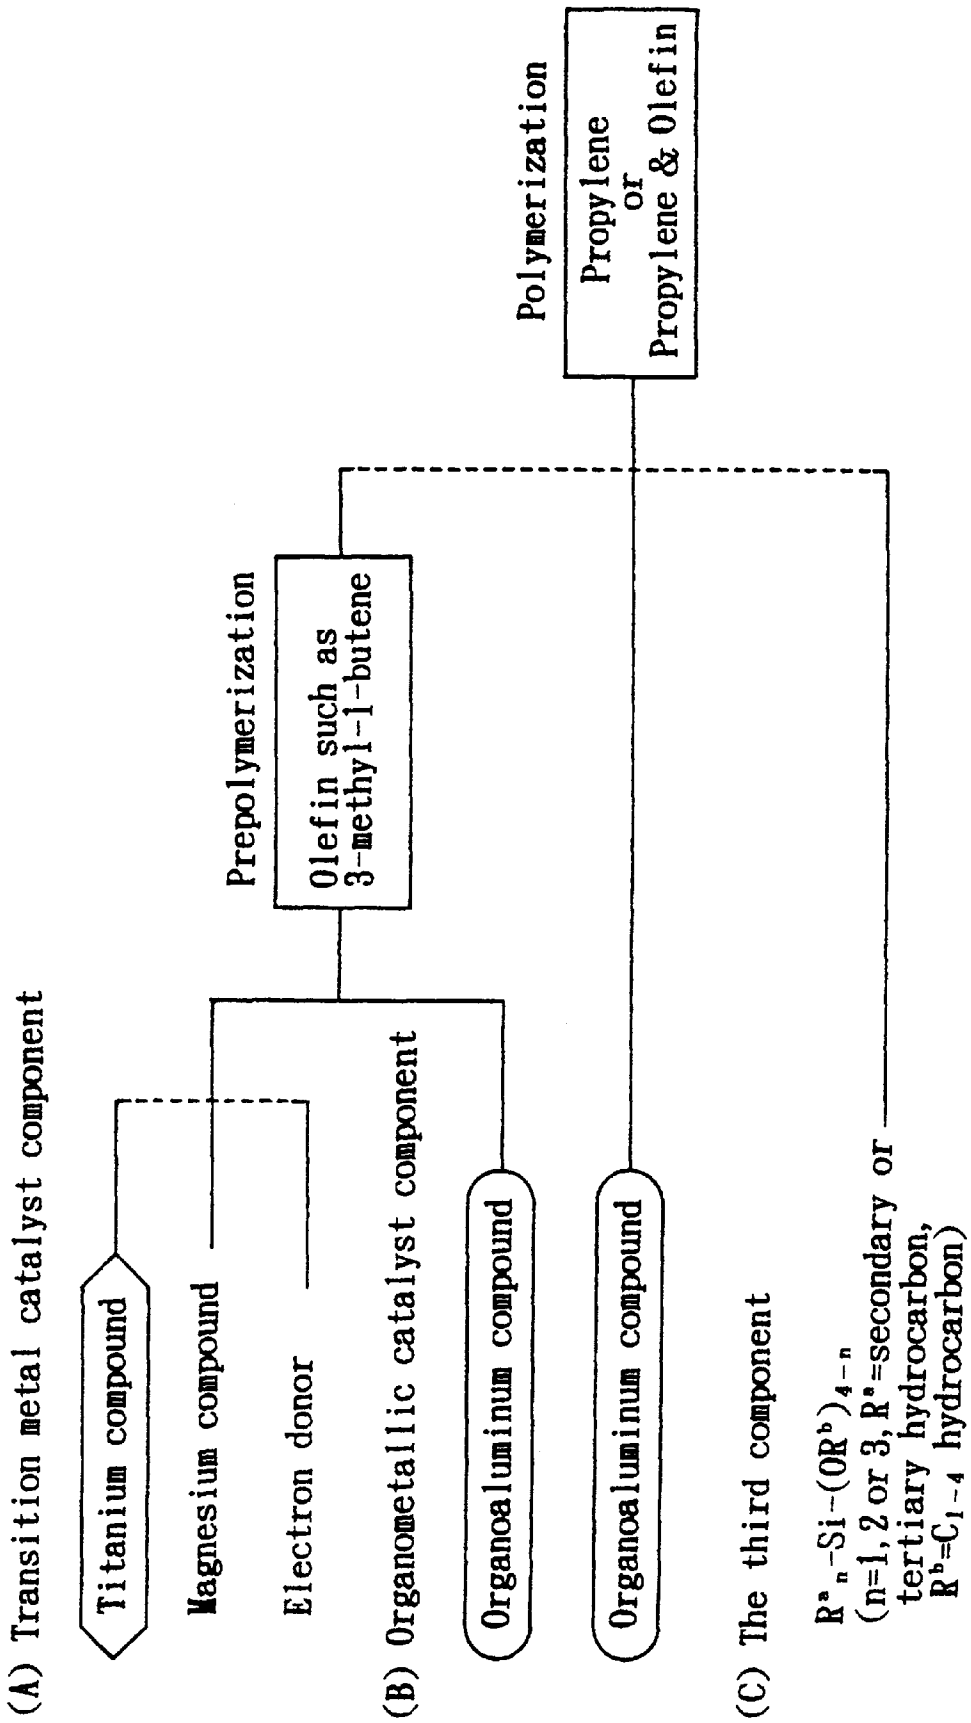 (A) Transition metal catalyst component
Titanium compound
Magnesium compound
Electron donor
Prepolymerization
Olefin such as
3-methyl-1-butene
(B) Organometallic catalyst component
Organoaluminum compound
Organoaluminum compound
Polymerization
Propylene
or
Propylene & Olefin
(C) The third component
Rᵃₙ-Si-(ORᵇ)₄₋ₙ
(n=1, 2 or 3, Rᵃ=secondary or
tertiary hydrocarbon,
Rᵇ=C₁₋₄ hydrocarbon)